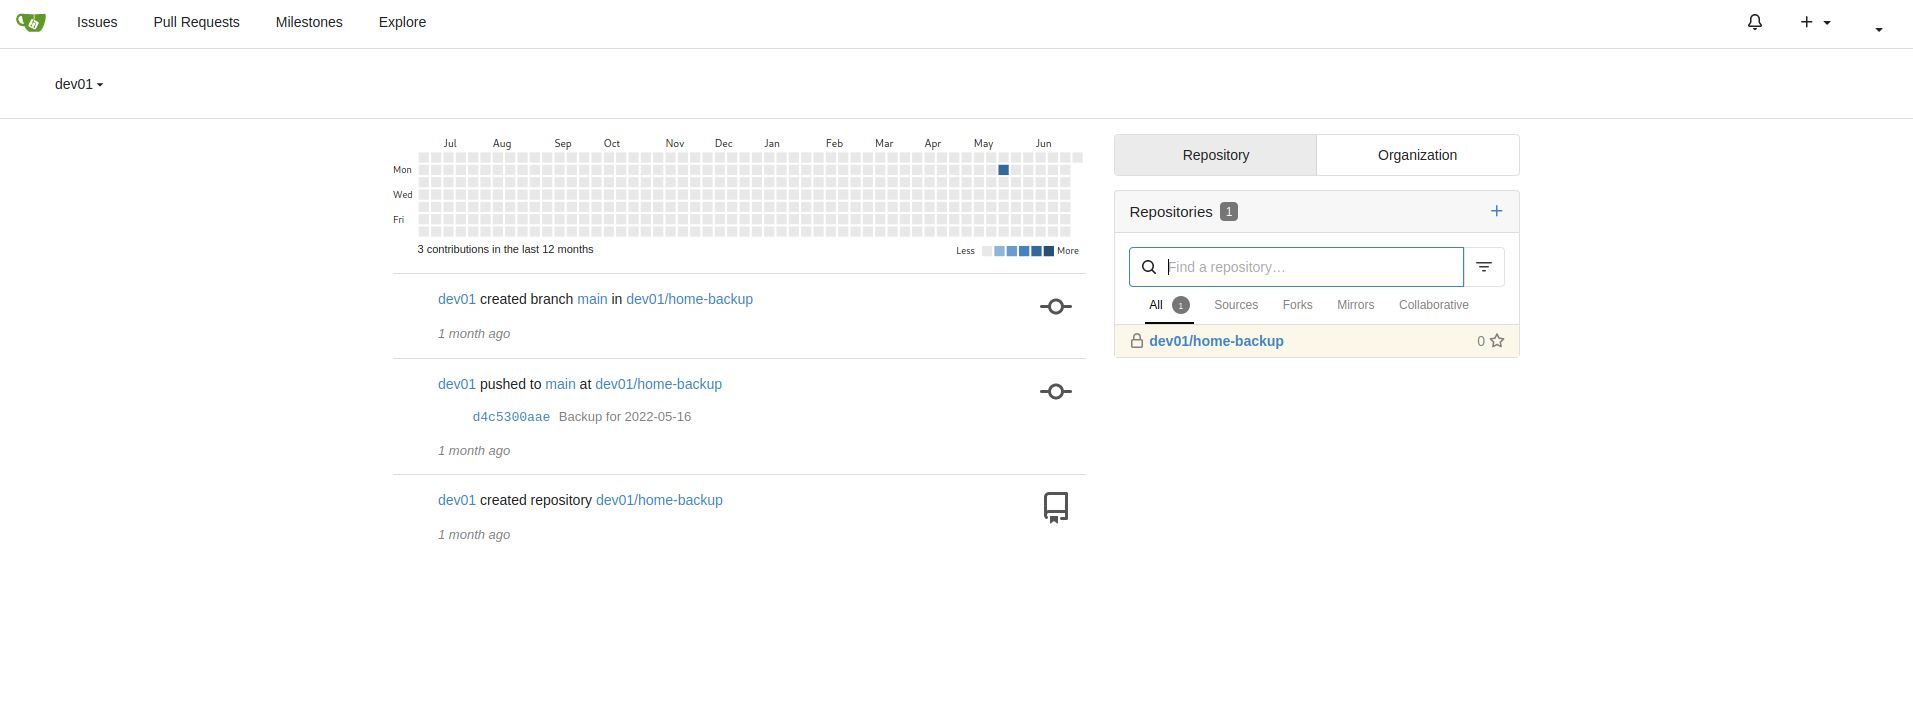 Issues Pull Requests Milestones Explore
dev01
Jul Aug Sep Oct Nov Dec Jan Feb Mar Apr May Jun
Mon
Wed
Fri
3 contributions in the last 12 months
Less More
dev01 created branch main in dev01/home-backup
1 month ago
dev01 pushed to main at dev01/home-backup
d4c5300aae Backup for 2022-05-16
1 month ago
dev01 created repository dev01/home-backup
1 month ago
Repository Organization
Repositories 1
Find a repository...
All 1 Sources Forks Mirrors Collaborative
dev01/home-backup 0